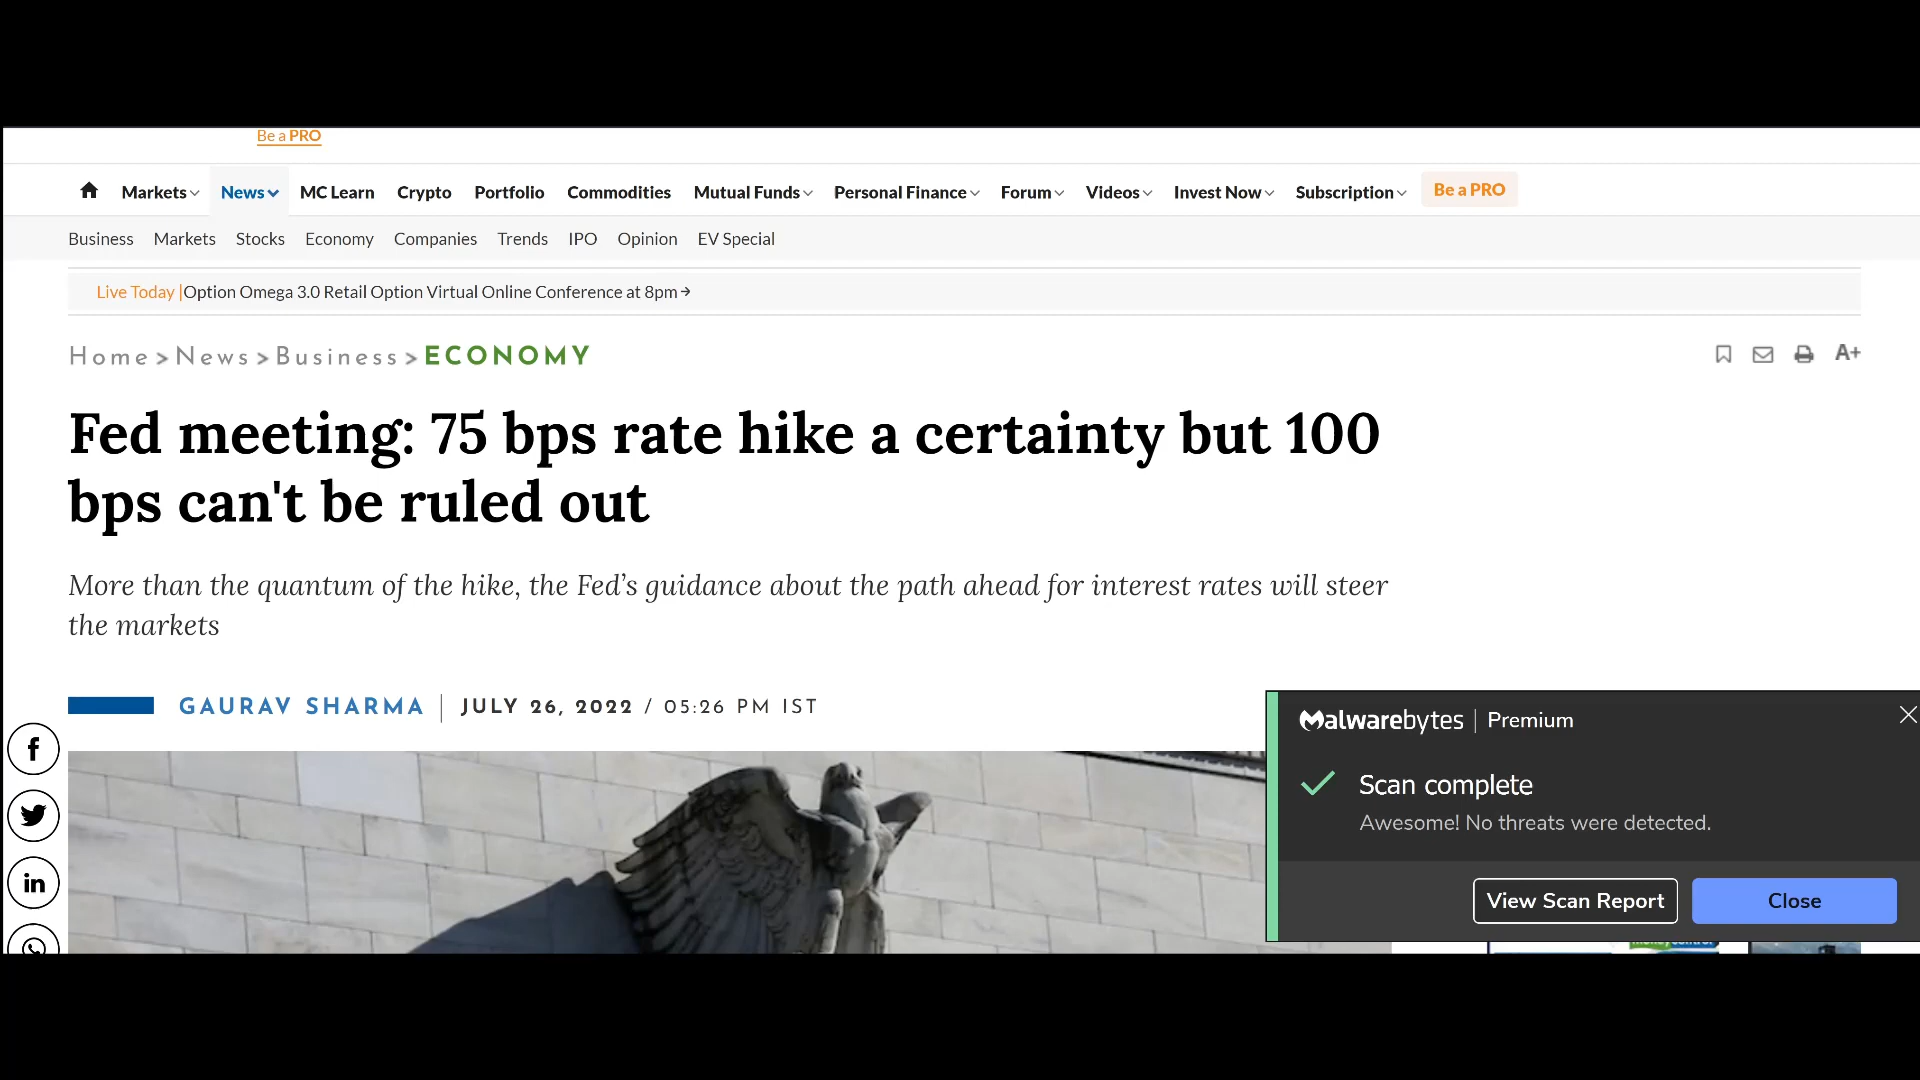 Be a PRO
Markets News MC Learn Crypto Portfolio Commodities Mutual Funds Personal Finance Forum Videos Invest Now Subscription Be a PRO
Business Markets Stocks Economy Companies Trends IPO Opinion EV Special
Live Today |Option Omega 3.0 Retail Option Virtual Online Conference at 8pm→
Home > News > Business > ECONOMY
A+
Fed meeting: 75 bps rate hike a certainty but 100
bps can't be ruled out
More than the quantum of the hike, the Fed’s guidance about the path ahead for interest rates will steer
the markets
GAURAV SHARMA | JULY 26, 2022 / 05:26 PM IST
Malwarebytes | Premium
Scan complete
Awesome! No threats were detected.
View Scan Report Close